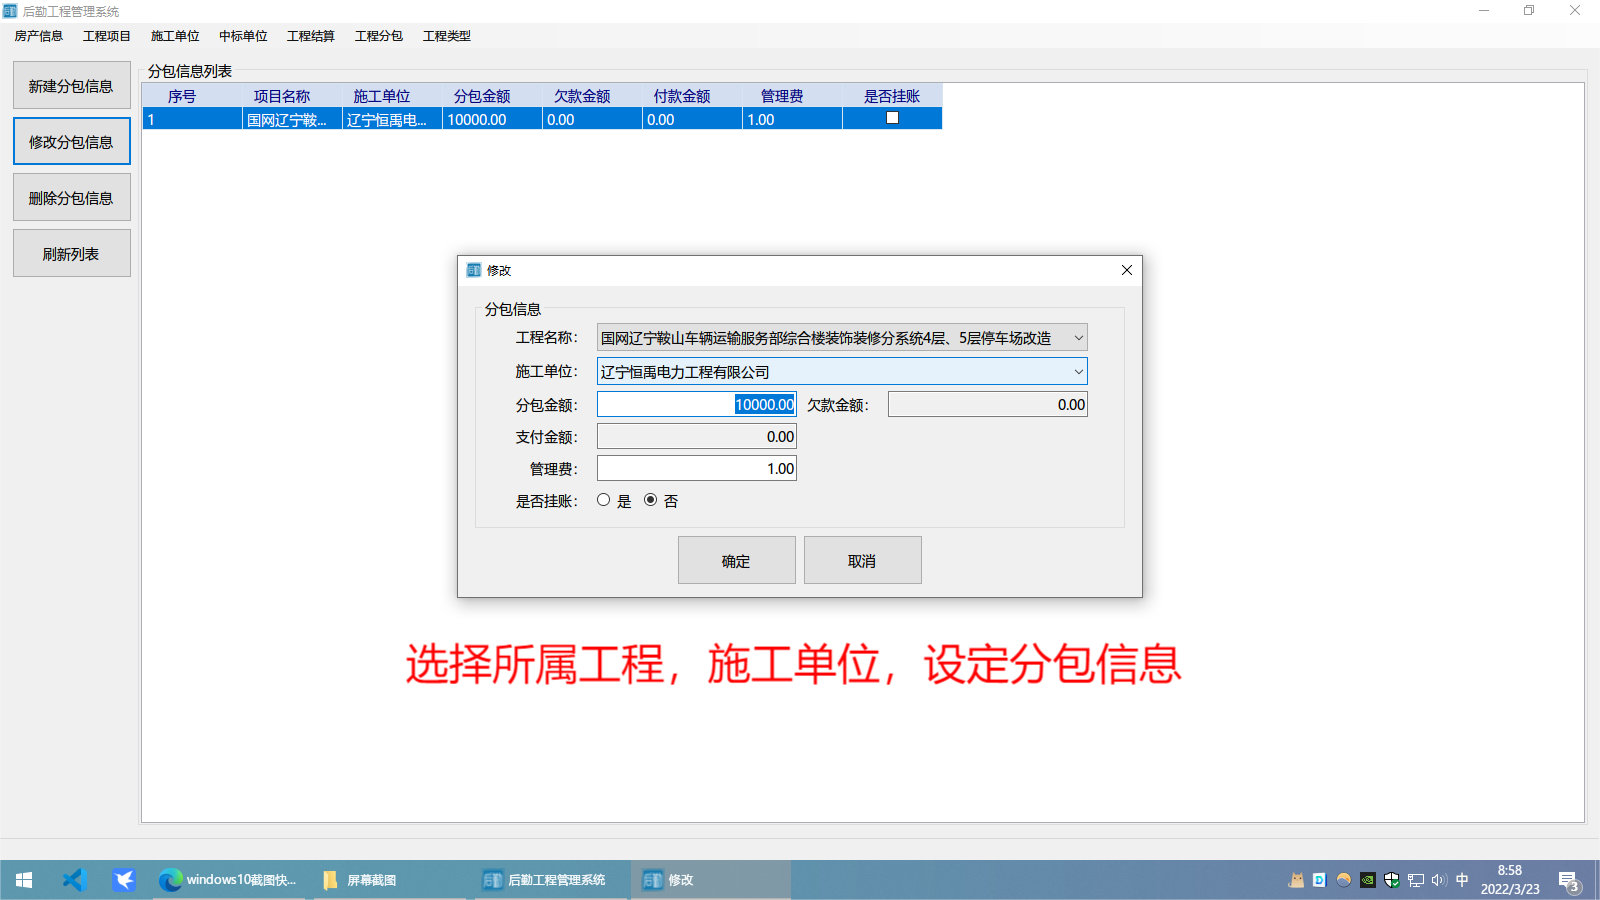 后勤工程管理系统
房产信息 工程项目 施工单位 中标单位 工程结算 工程分包 工程类型
新建分包信息
修改分包信息
删除分包信息
刷新列表
分包信息列表
序号 项目名称 施工单位 分包金额 欠款金额 付款金额 管理费 是否挂账
1 国网辽宁鞍... 辽宁恒禹电... 10000.00 0.00 0.00 1.00
修改
分包信息
工程名称： 国网辽宁鞍山车辆运输服务部综合楼装饰装修分系统4层、5层停车场改造
施工单位： 辽宁恒禹电力工程有限公司
分包金额： 10000.00 欠款金额： 0.00
支付金额： 0.00
管理费： 1.00
是否挂账： 是 否
确定 取消
选择所属工程，施工单位，设定分包信息
windows10截图快... 屏幕截图 后勤工程管理系统 修改
中
8:58
2022/3/23
3